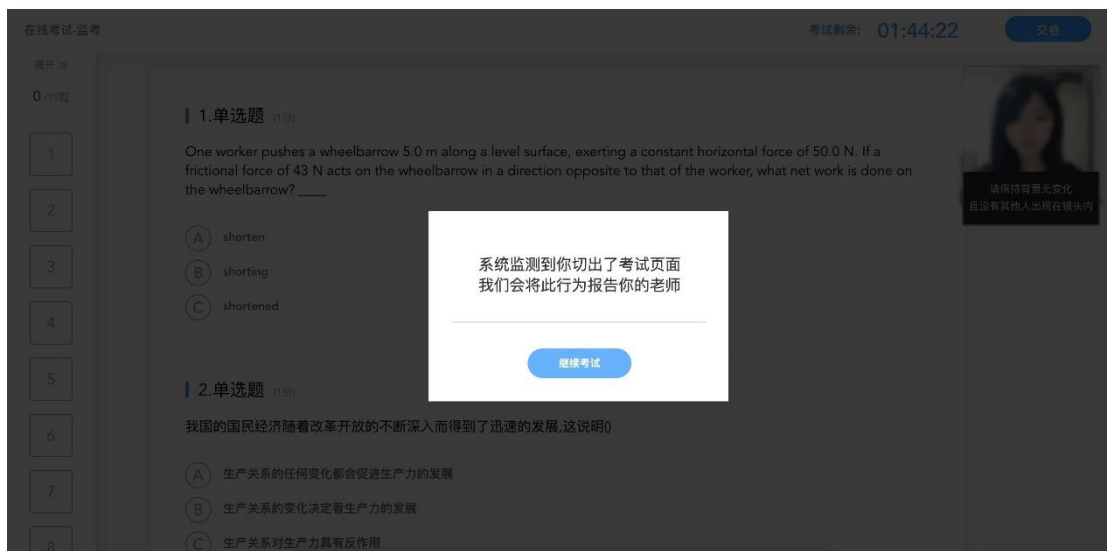 在线考试-监考
考试剩余: 01:44:22
交卷
展开 »
0/19题
1
2
3
4
5
6
7
8
1.单选题 (1分)
One worker pushes a wheelbarrow 5.0 m along a level surface, exerting a constant horizontal force of 50.0 N. If a
frictional force of 43 N acts on the wheelbarrow in a direction opposite to that of the worker, what net work is done on
the wheelbarrow? ____
A shorten
B shorting
C shortened
请保持背景无变化
且没有其他人出现在镜头内
系统监测到你切出了考试页面
我们会将此行为报告你的老师
继续考试
2.单选题 (1分)
我国的国民经济随着改革开放的不断深入而得到了迅速的发展,这说明()
A 生产关系的任何变化都会促进生产力的发展
B 生产关系的变化决定着生产力的发展
C 生产关系对生产力具有反作用